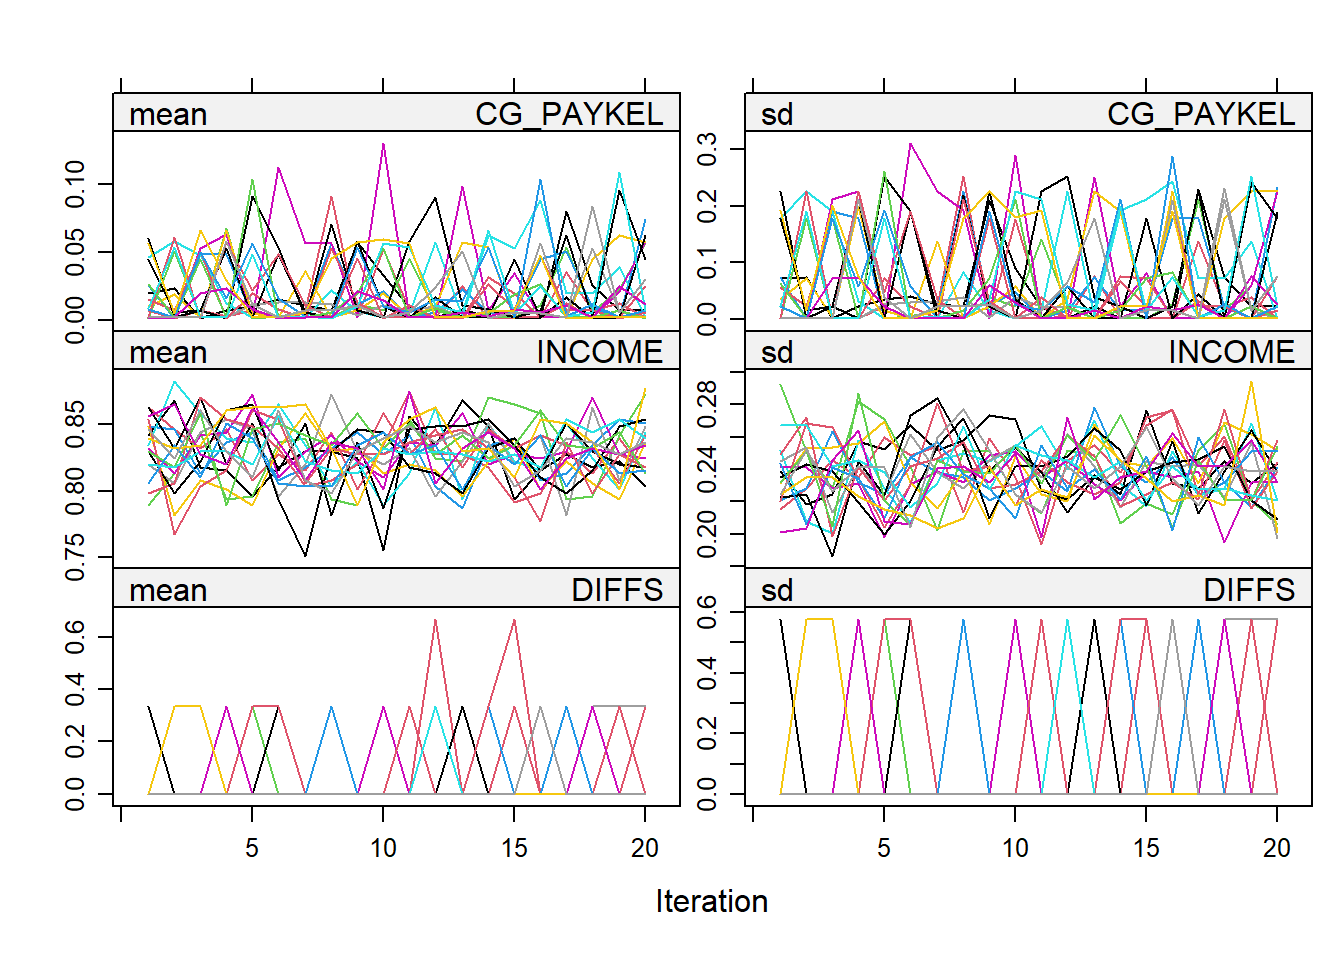 mean CG_PAYKEL
sd CG_PAYKEL
0.00 0.05 0.10
0.0 0.1 0.2 0.3
mean INCOME
sd INCOME
0.75 0.80 0.85
0.20 0.24 0.28
mean DIFFS
sd DIFFS
0.0 0.2 0.4 0.6
0.0 0.2 0.4 0.6
5 10 15 20
5 10 15 20
Iteration